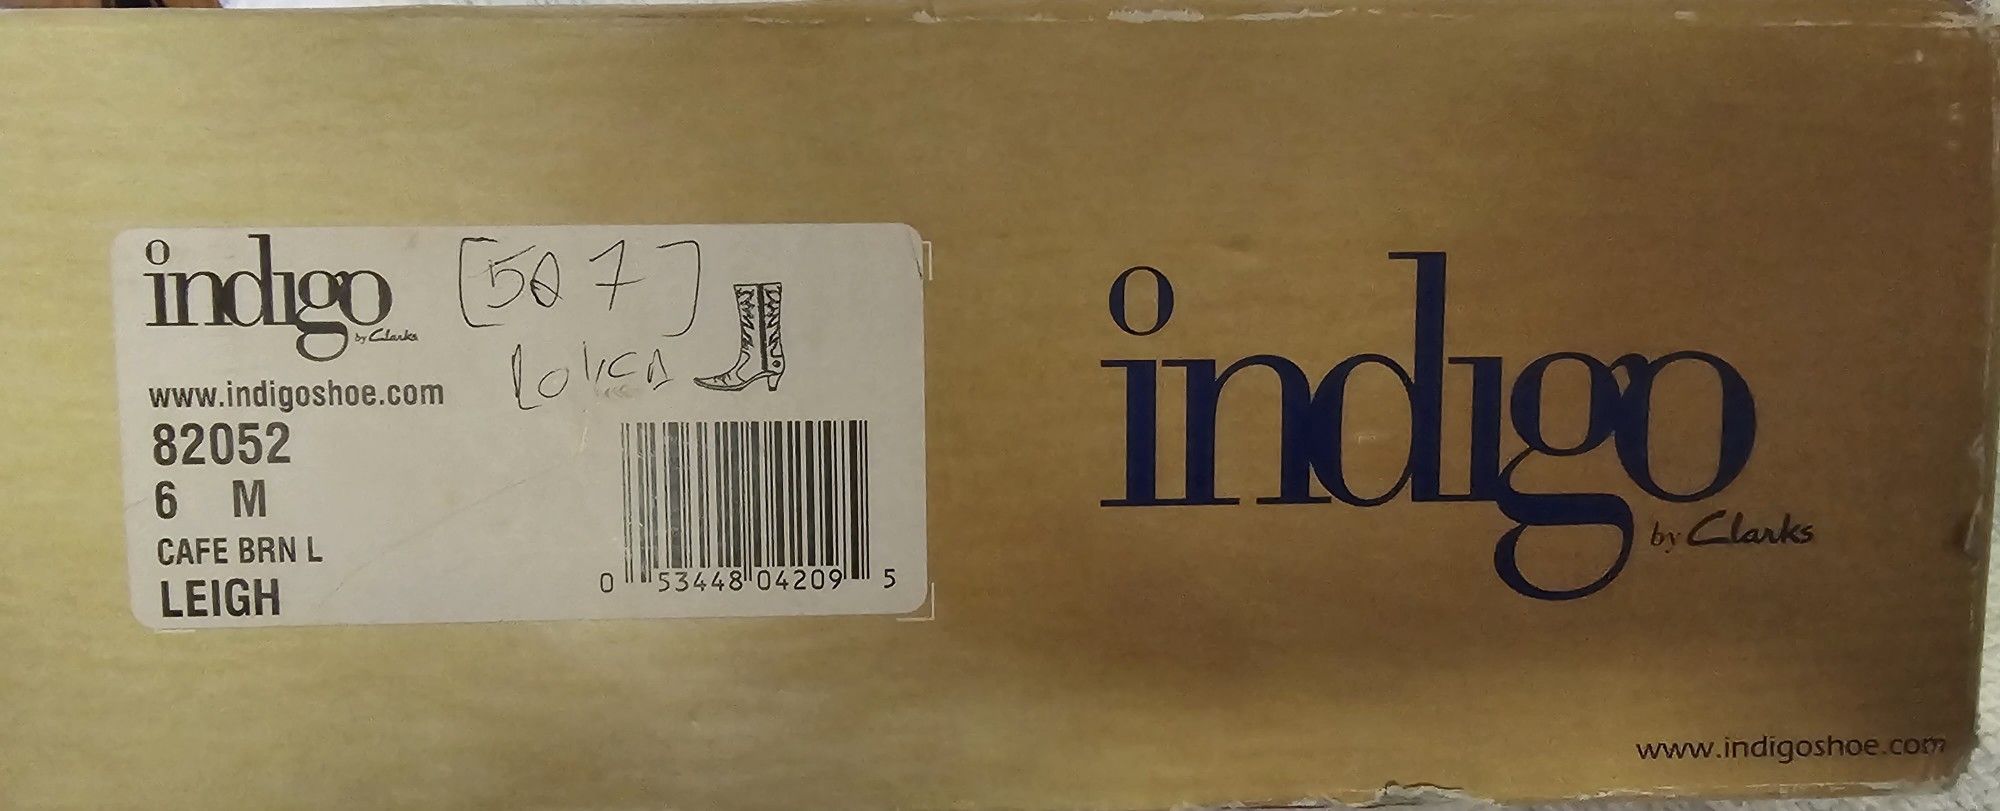 indigo
by Clarks
www.indigoshoe.com
82052
6 M
CAFE BRN L
LEIGH
0 53448 04209 5
indigo
by Clarks
www.indigoshoe.com